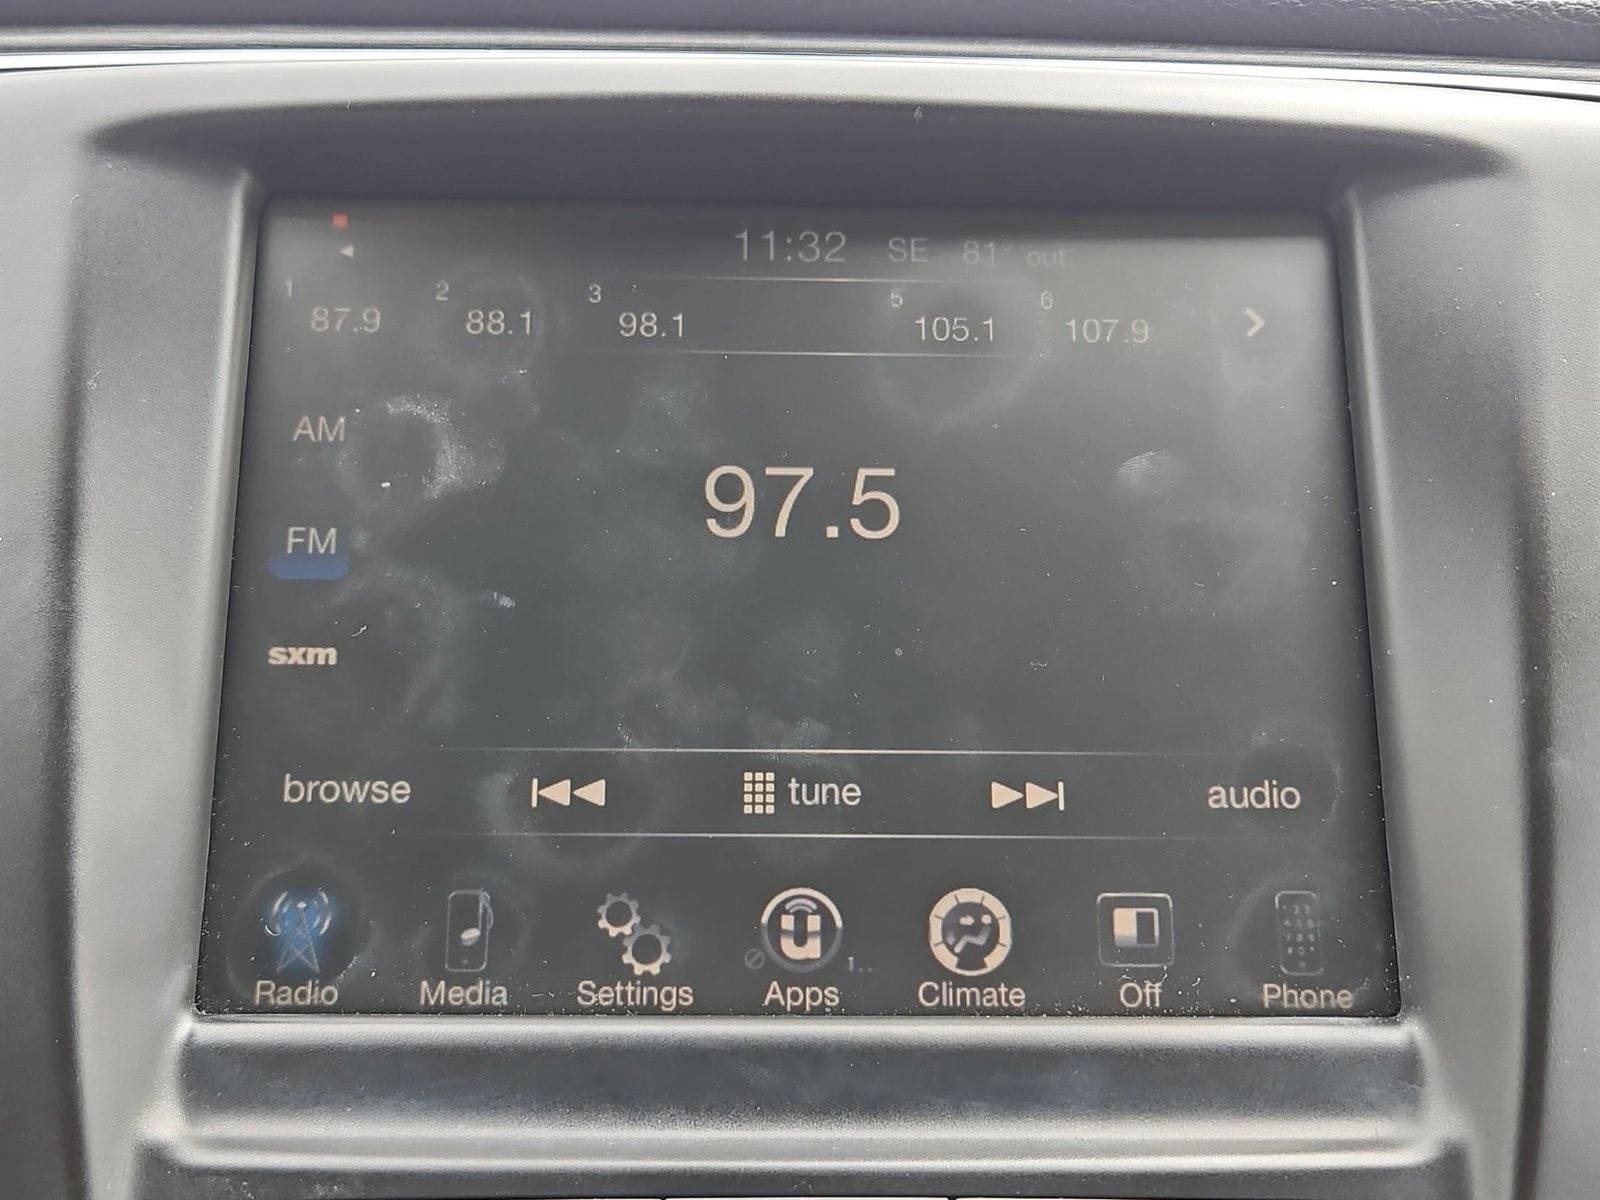 11:32 SE 81° out
1 87.9 2 88.1 3 98.1 5 105.1 6 107.9
AM
97.5
FM
sxm
browse tune audio
Radio Media Settings Apps Climate Off Phone